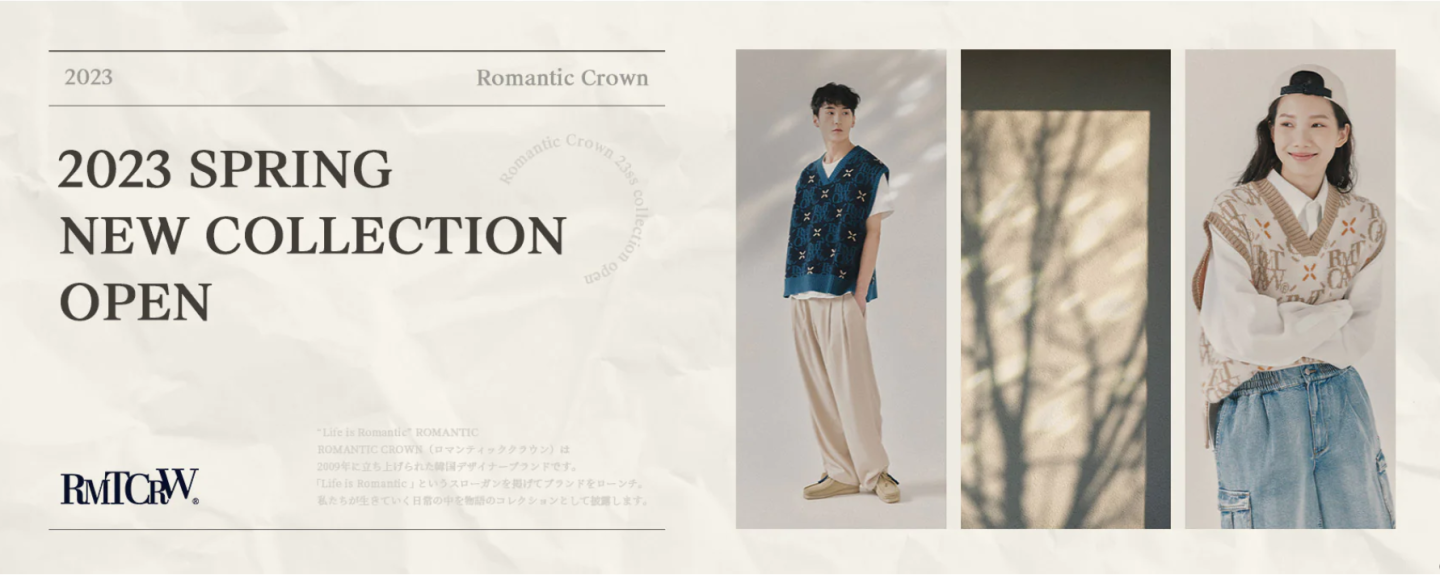 2023
Romantic Crown
2023 SPRING
NEW COLLECTION
OPEN
Romantic Crown 23ss collection open
"Life is Romantic" ROMANTIC
ROMANTIC CROWN（ロマンティッククラウン）は
2009年に立ち上げられた韓国デザイナーブランドです。
「Life is Romantic 」というスローガンを掲げてブランドをローンチ。
私たちが生きていく日常の中を物語のコレクションとして披露します。
RMTCRW®
RMT